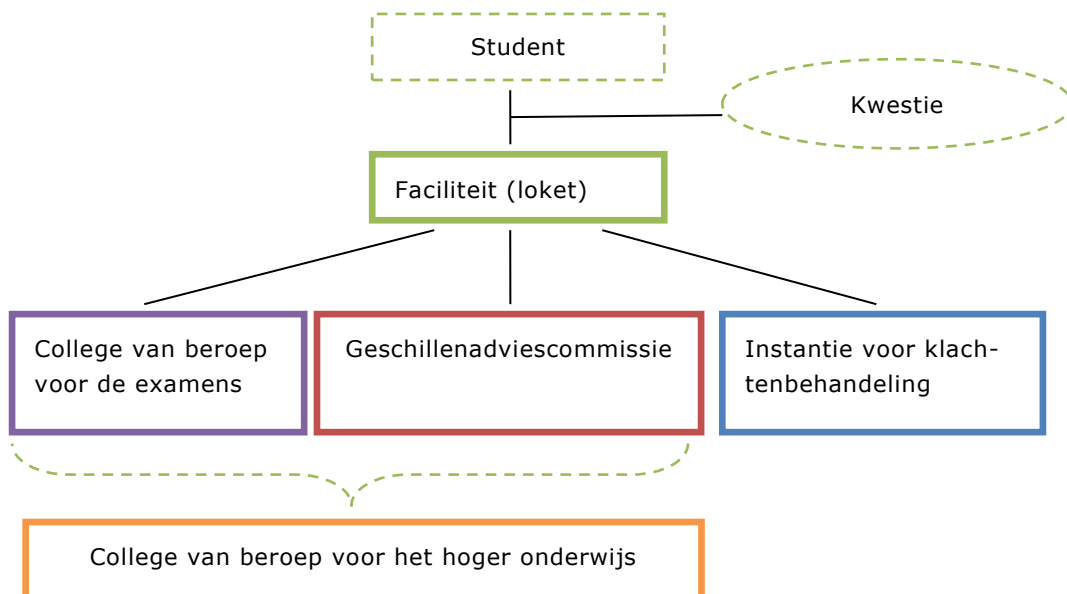 Student
Kwestie
Faciliteit (loket)
College van beroep
voor de examens
Geschillenadviescommissie
Instantie voor klach-
tenbehandeling
College van beroep voor het hoger onderwijs